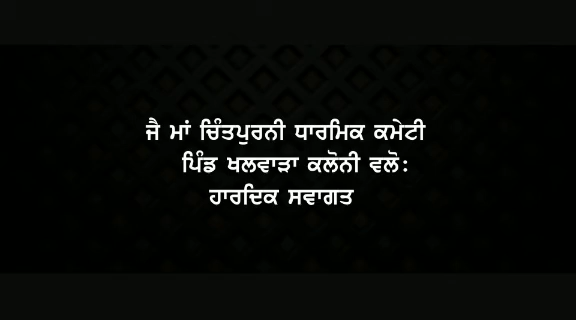 ਜੈ ਮਾਂ ਚਿੰਤਪੁਰਨੀ ਧਾਰਮਿਕ ਕਮੇਟੀ
ਪਿੰਡ ਖਲਵਾੜਾ ਕਲੋਨੀ ਵਲੋ:
ਹਾਰਦਿਕ ਸਵਾਗਤ